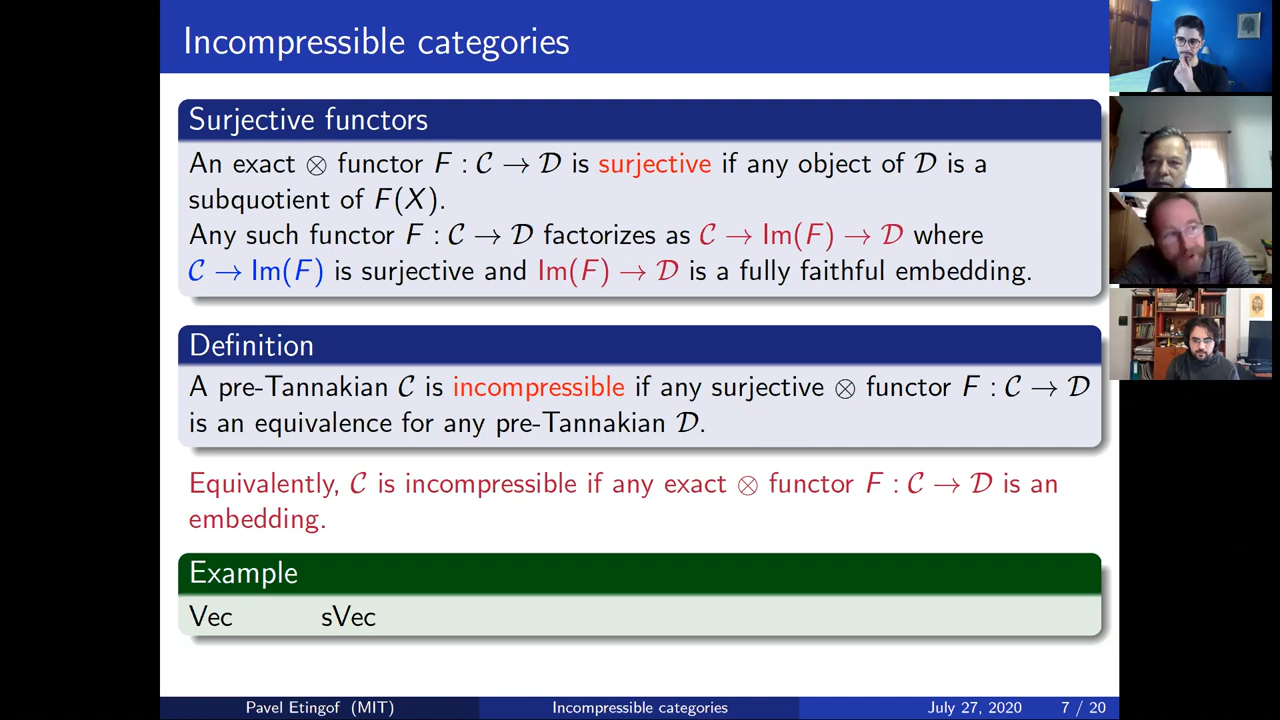 Incompressible categories
Surjective functors
An exact ⊗ functor F : 𝒞 → 𝒟 is surjective if any object of 𝒟 is a
subquotient of F(X).
Any such functor F : 𝒞 → 𝒟 factorizes as 𝒞 → Im(F) → 𝒟 where
𝒞 → Im(F) is surjective and Im(F) → 𝒟 is a fully faithful embedding.
Definition
A pre-Tannakian 𝒞 is incompressible if any surjective ⊗ functor F : 𝒞 → 𝒟
is an equivalence for any pre-Tannakian 𝒟.
Equivalently, 𝒞 is incompressible if any exact ⊗ functor F : 𝒞 → 𝒟 is an
embedding.
Example
Vec sVec
Pavel Etingof (MIT) Incompressible categories July 27, 2020 7 / 20